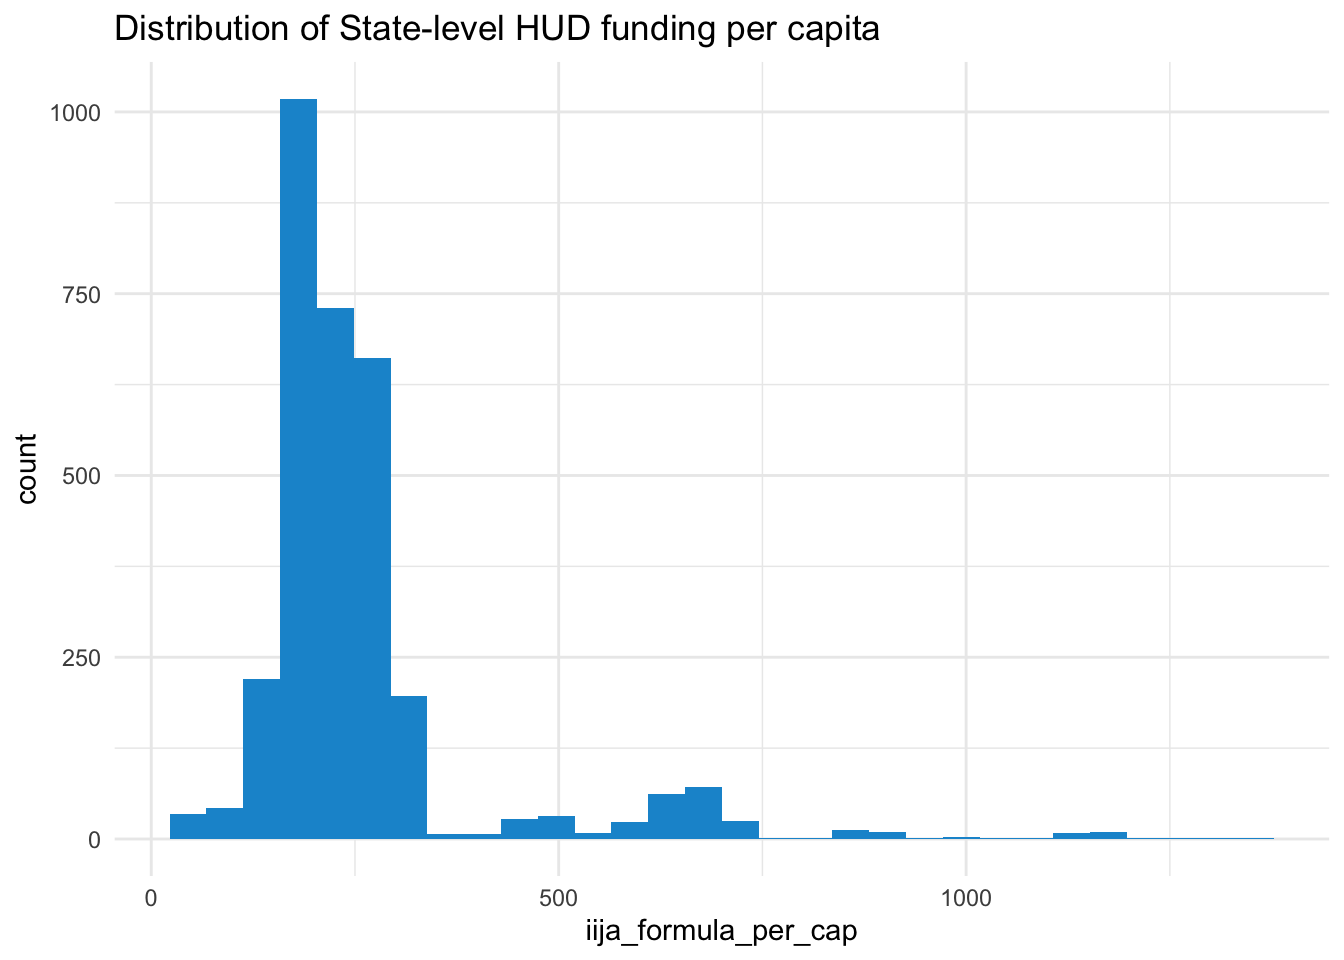 Distribution of State-level HUD funding per capita
1000
750
500
250
0
count
0 500 1000
iija_formula_per_cap